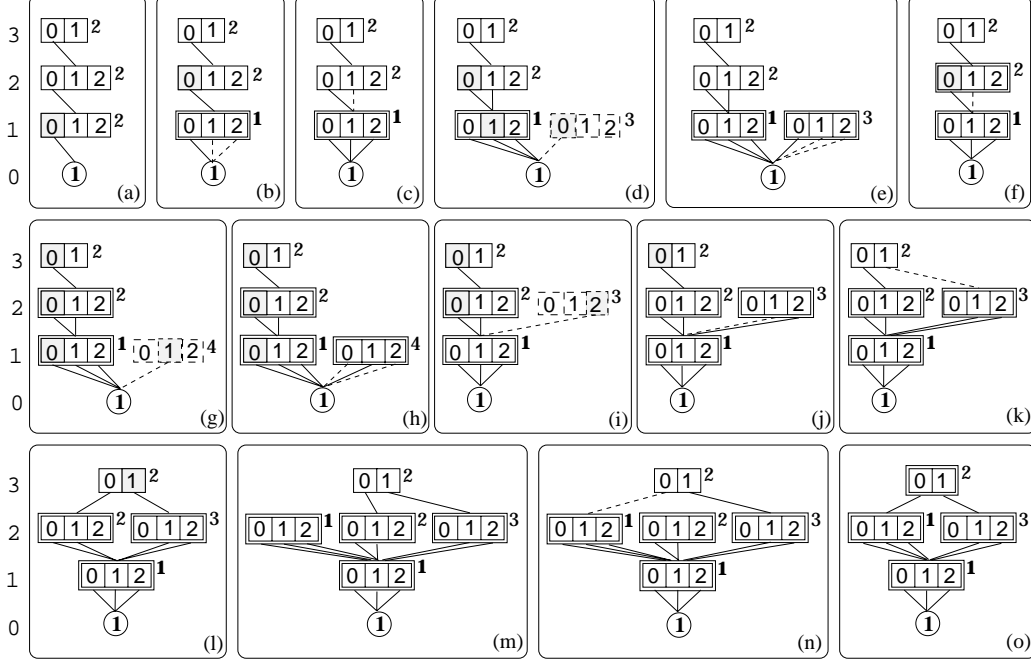 3 0 1 2 0 1 2 0 1 2 0 1 2 0 1 2 0 1 2
2 0 1 2 2 0 1 2 2 0 1 2 2 0 1 2 2 0 1 2 2 0 1 2 2
1 0 1 2 2 0 1 2 1 0 1 2 1 0 1 2 1 0 1 2 3 0 1 2 1 0 1 2 3 0 1 2 1
0 1 1 1 1 1 1
(a) (b) (c) (d) (e) (f)
3 0 1 2 0 1 2 0 1 2 0 1 2 0 1 2
2 0 1 2 2 0 1 2 2 0 1 2 2 0 1 2 3 0 1 2 2 0 1 2 3 0 1 2 2 0 1 2 3
1 0 1 2 1 0 1 2 4 0 1 2 1 0 1 2 4 0 1 2 1 0 1 2 1 0 1 2 1
0 1 1 1 1 1
(g) (h) (i) (j) (k)
3 0 1 2 0 1 2 0 1 2 0 1 2
2 0 1 2 2 0 1 2 3 0 1 2 1 0 1 2 2 0 1 2 3 0 1 2 1 0 1 2 2 0 1 2 3 0 1 2 1 0 1 2 3
1 0 1 2 1 0 1 2 1 0 1 2 1 0 1 2 1
0 1 1 1 1
(l) (m) (n) (o)